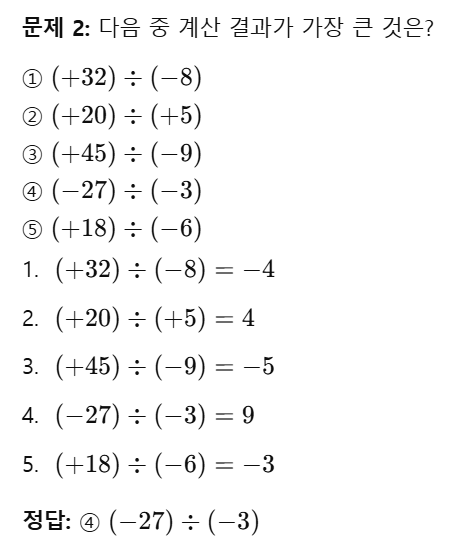 문제 2: 다음 중 계산 결과가 가장 큰 것은?
① (+32) ÷ (−8)
② (+20) ÷ (+5)
③ (+45) ÷ (−9)
④ (−27) ÷ (−3)
⑤ (+18) ÷ (−6)
1. (+32) ÷ (−8) = −4
2. (+20) ÷ (+5) = 4
3. (+45) ÷ (−9) = −5
4. (−27) ÷ (−3) = 9
5. (+18) ÷ (−6) = −3
정답: ④ (−27) ÷ (−3)